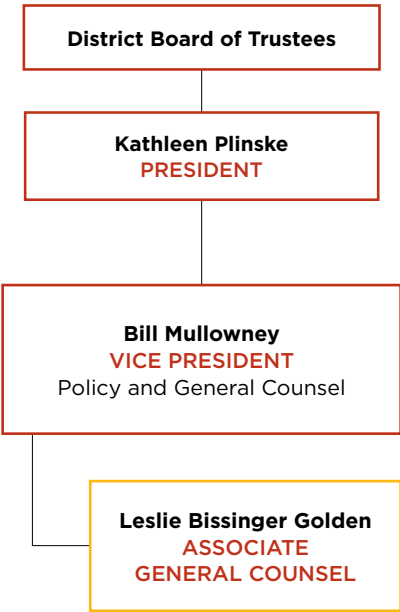 District Board of Trustees
Kathleen Plinske
PRESIDENT
Bill Mullowney
VICE PRESIDENT
Policy and General Counsel
Leslie Bissinger Golden
ASSOCIATE
GENERAL COUNSEL